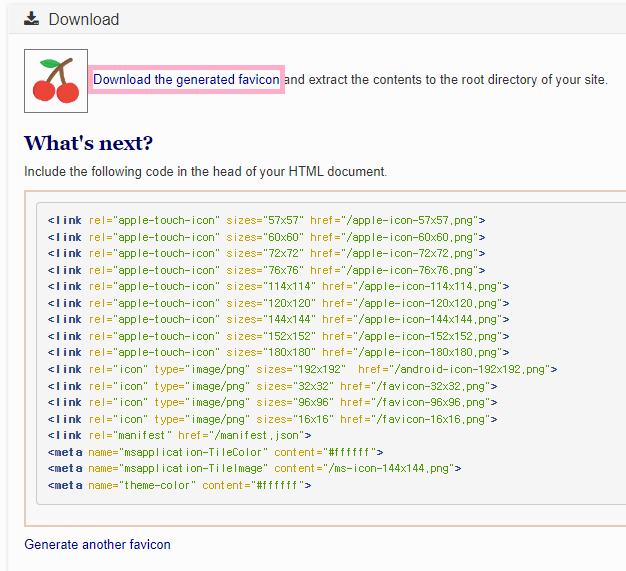 Download
Download the generated favicon and extract the contents to the root directory of your site.
What's next?
Include the following code in the head of your HTML document.
<link rel="apple-touch-icon" sizes="57x57" href="/apple-icon-57x57.png">
<link rel="apple-touch-icon" sizes="60x60" href="/apple-icon-60x60.png">
<link rel="apple-touch-icon" sizes="72x72" href="/apple-icon-72x72.png">
<link rel="apple-touch-icon" sizes="76x76" href="/apple-icon-76x76.png">
<link rel="apple-touch-icon" sizes="114x114" href="/apple-icon-114x114.png">
<link rel="apple-touch-icon" sizes="120x120" href="/apple-icon-120x120.png">
<link rel="apple-touch-icon" sizes="144x144" href="/apple-icon-144x144.png">
<link rel="apple-touch-icon" sizes="152x152" href="/apple-icon-152x152.png">
<link rel="apple-touch-icon" sizes="180x180" href="/apple-icon-180x180.png">
<link rel="icon" type="image/png" sizes="192x192"  href="/android-icon-192x192.png">
<link rel="icon" type="image/png" sizes="32x32" href="/favicon-32x32.png">
<link rel="icon" type="image/png" sizes="96x96" href="/favicon-96x96.png">
<link rel="icon" type="image/png" sizes="16x16" href="/favicon-16x16.png">
<link rel="manifest" href="/manifest.json">
<meta name="msapplication-TileColor" content="#ffffff">
<meta name="msapplication-TileImage" content="/ms-icon-144x144.png">
<meta name="theme-color" content="#ffffff">
Generate another favicon